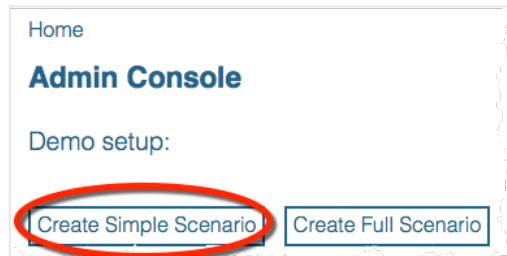 Home
Admin Console
Demo setup:
Create Simple Scenario Create Full Scenario